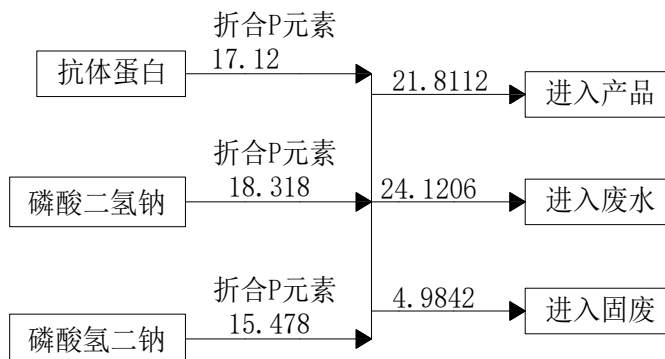 折合P元素
抗体蛋白
17.12
21.8112
进入产品
折合P元素
磷酸二氢钠
18.318
24.1206
进入废水
折合P元素
磷酸氢二钠
15.478
4.9842
进入固废